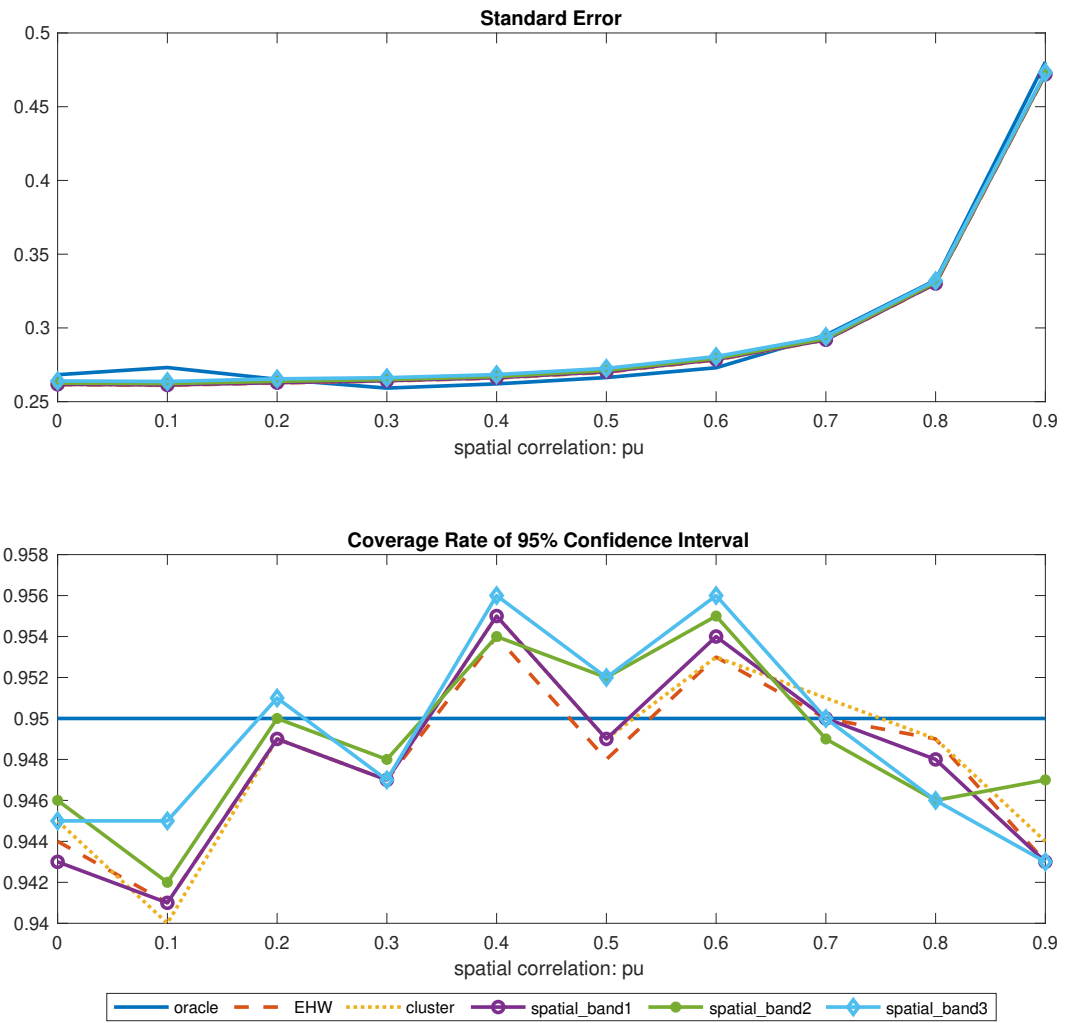 Standard Error
0.5
0.45
0.4
0.35
0.3
0.25
0 0.1 0.2 0.3 0.4 0.5 0.6 0.7 0.8 0.9
spatial correlation: pu
Coverage Rate of 95% Confidence Interval
0.958
0.956
0.954
0.952
0.95
0.948
0.946
0.944
0.942
0.94
0 0.1 0.2 0.3 0.4 0.5 0.6 0.7 0.8 0.9
spatial correlation: pu
oracle EHW cluster spatial_band1 spatial_band2 spatial_band3